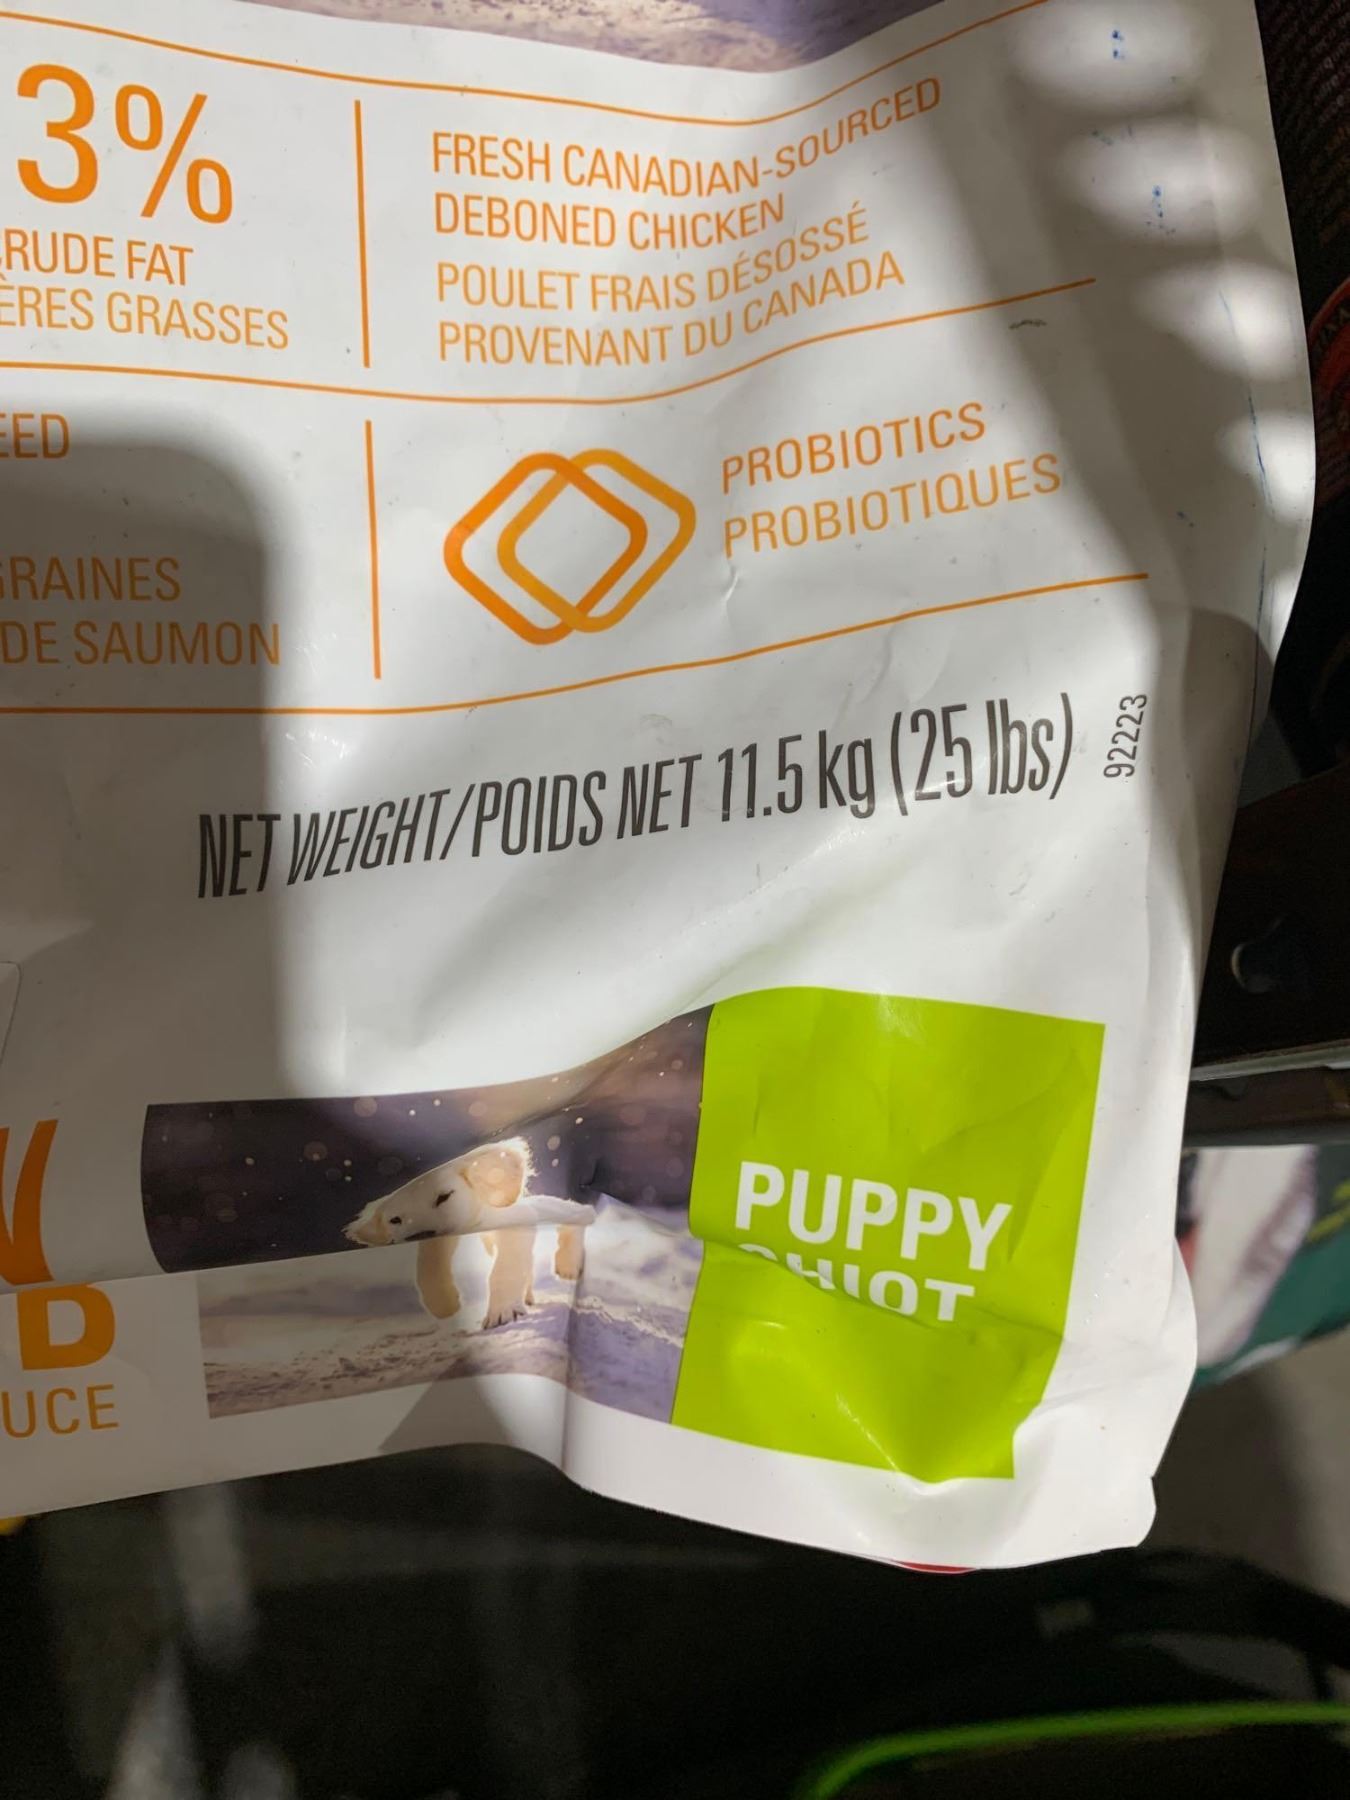 3%
CRUDE FAT
ÈRES GRASSES
FRESH CANADIAN-SOURCED
DEBONED CHICKEN
POULET FRAIS DÉSOSSÉ
PROVENANT DU CANADA
EED
GRAINES
DE SAUMON
PROBIOTICS
PROBIOTIQUES
NET WEIGHT/POIDS NET 11.5 kg (25 lbs)
92223
D
UCE
PUPPY
CHIOT